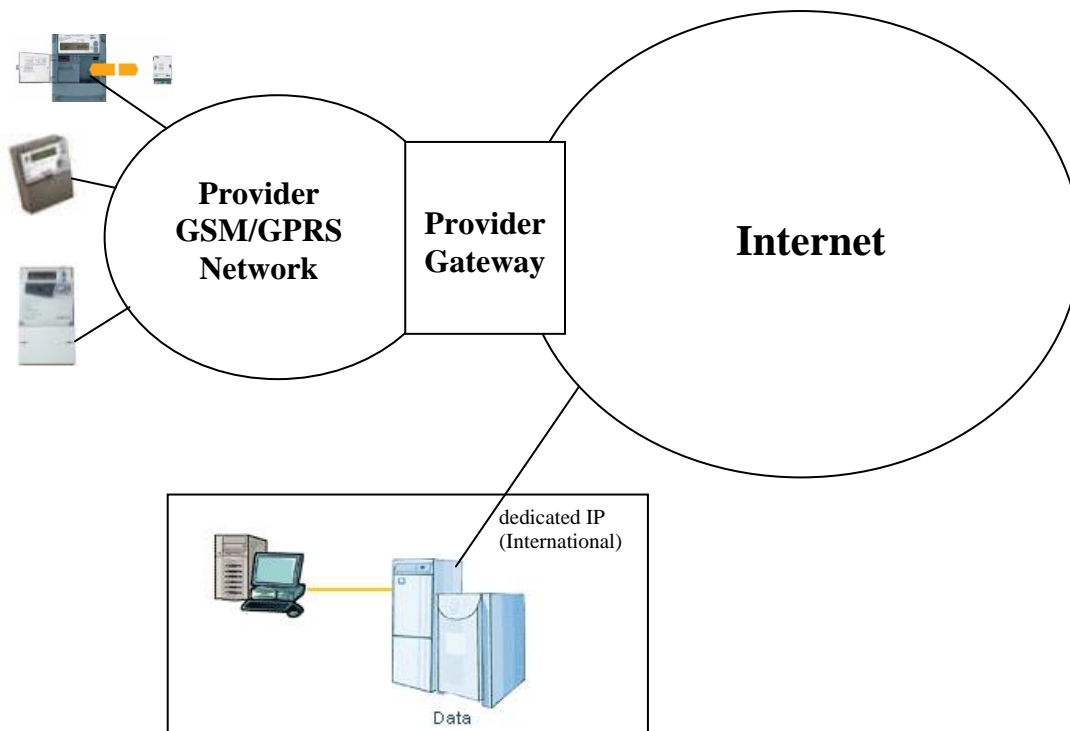 Provider
GSM/GPRS
Network
Provider
Gateway
Internet
dedicated IP
(International)
Data